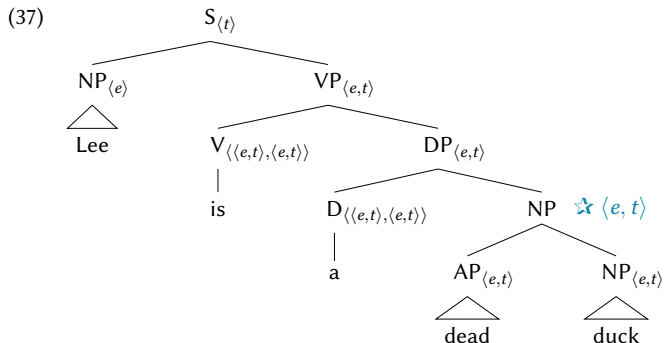 (37) S⟨t⟩
NP⟨e⟩ VP⟨e,t⟩
Lee V⟨⟨e,t⟩,⟨e,t⟩⟩ DP⟨e,t⟩
is D⟨⟨e,t⟩,⟨e,t⟩⟩ NP ✰ ⟨e, t⟩
a AP⟨e,t⟩ NP⟨e,t⟩
dead duck